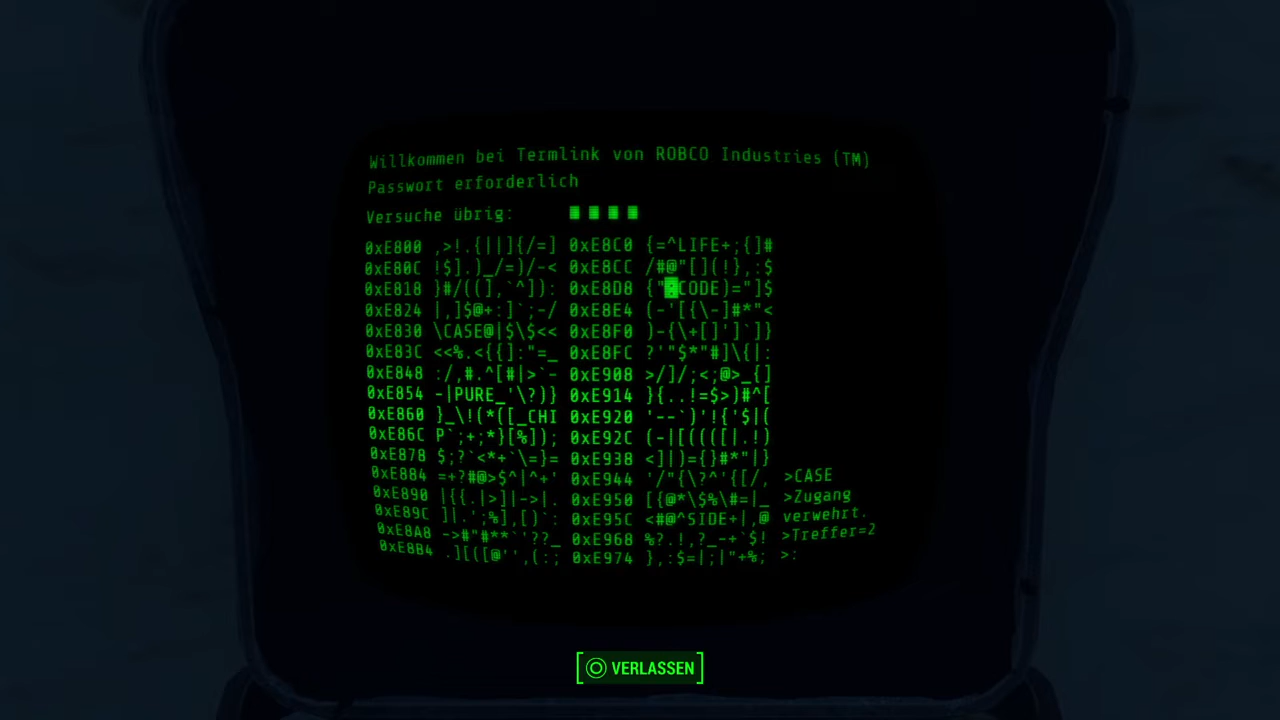 Willkommen bei Termlink von ROBCO Industries (TM)
Passwort erforderlich
Versuche übrig:
0xE800 ,>!.{||]{/=] 0xE8C0 {=^LIFE+;{]#
0xE80C !$].)_/=)/-< 0xE8CC /#@"[](!},:$
0xE818 }#/((],`^]): 0xE8D8 {"CODE)="]$
0xE824 |,]$@+:]`;-/ 0xE8E4 (-'[{\-]#*"<
0xE830 \CASE@|$\$<< 0xE8F0 )-{\+[]']`]}
0xE83C <<%.<{{]:"=_ 0xE8FC ?'"$*"#]\{|:
0xE848 :/,#.^[#|>`- 0xE908 >/]/;<;@>_{]
0xE854 -|PURE_'\?)} 0xE914 }{..!=$>)#^[
0xE860 }_\!(*([_CHI 0xE920 '--`)'!{'$|(
0xE86C P`;+;*}[%]); 0xE92C (-|[((([|.!)
0xE878 $;?`<*+`\=}= 0xE938 <]|)={}#*"|}
0xE884 =+?#@>$^|^+' 0xE944 '/"{\?^'{[/, >CASE
0xE890 |{{.|>]|->|. 0xE950 [{@*\$%\#=|_ >Zugang
0xE89C ]|.';%],[)`: 0xE95C <#@^SIDE+|,@ verwehrt.
0xE8A8 ->#"#**`'??_ 0xE968 %?.!,?_-+`$! >Treffer=2
0xE8B4 .][([@'',(:; 0xE974 },:$=|;|"+%; >:
VERLASSEN